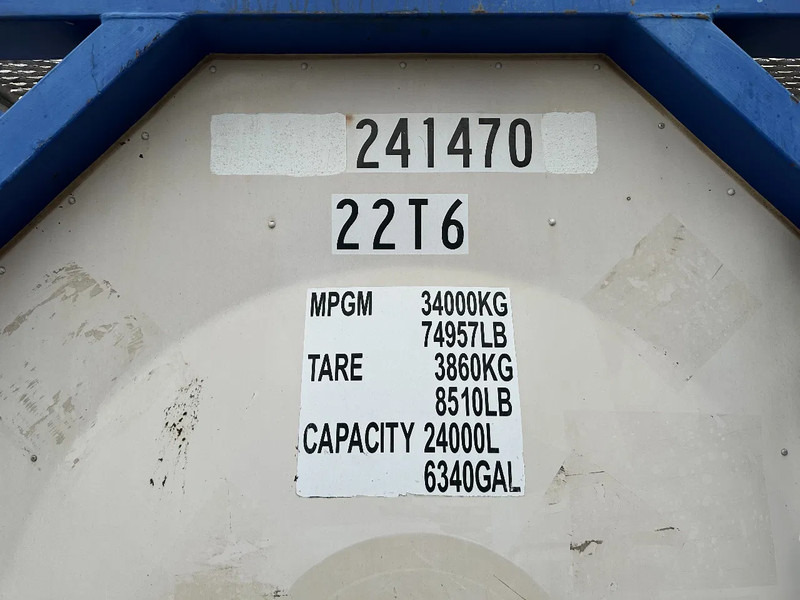 241470
22T6
MPGM 34000KG
74957LB
TARE 3860KG
8510LB
CAPACITY 24000L
6340GAL